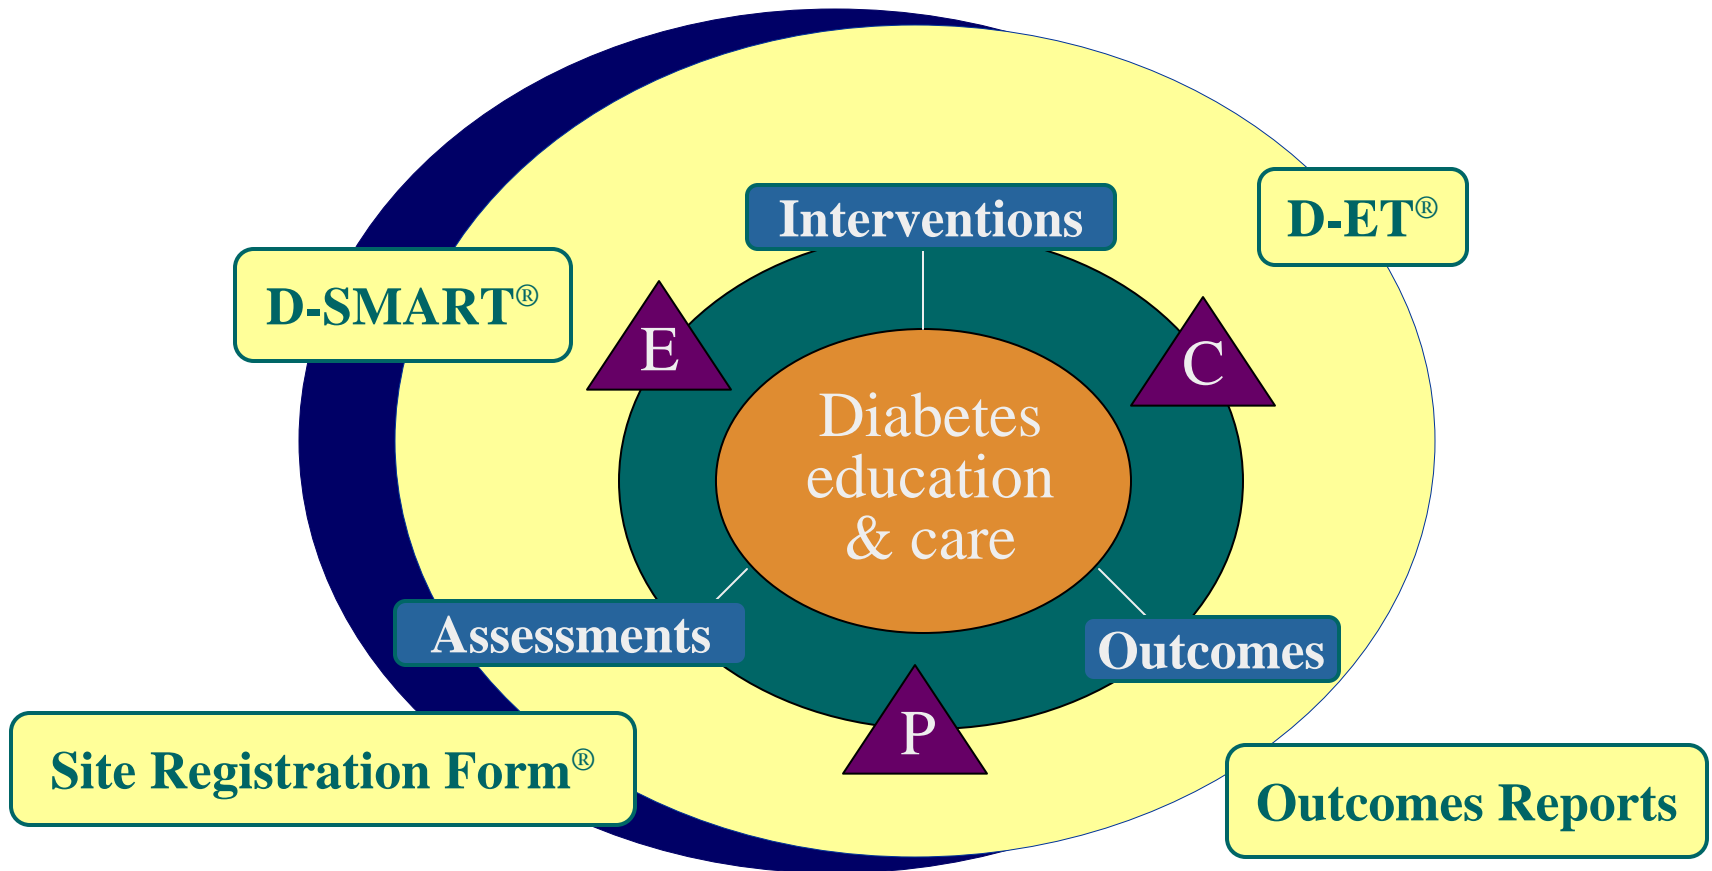 Interventions
D-ET®
D-SMART®
E
C
Diabetes
education
& care
Assessments
Outcomes
P
Site Registration Form®
Outcomes Reports